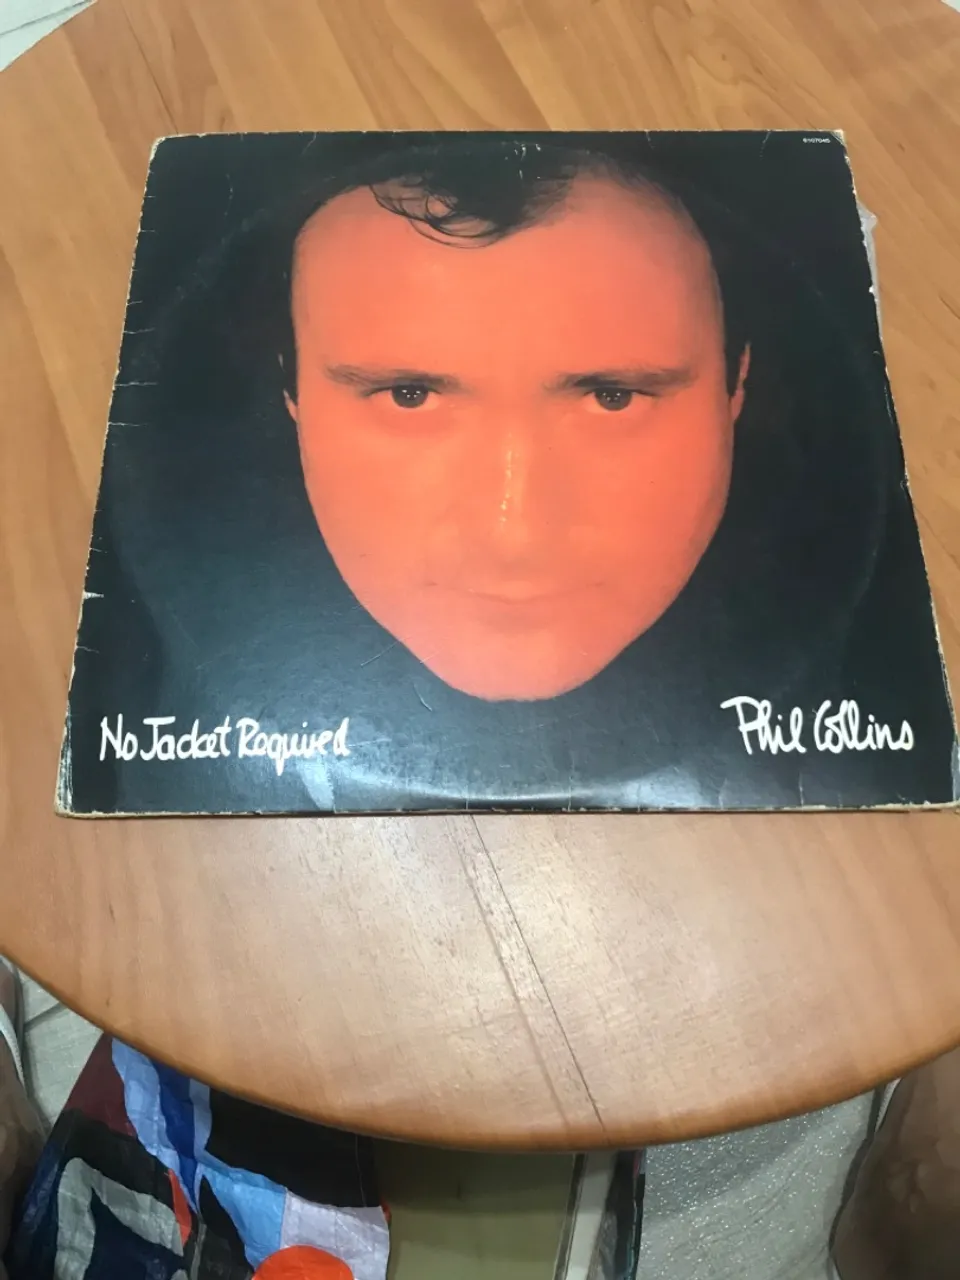 No Jacket Required
Phil Collins